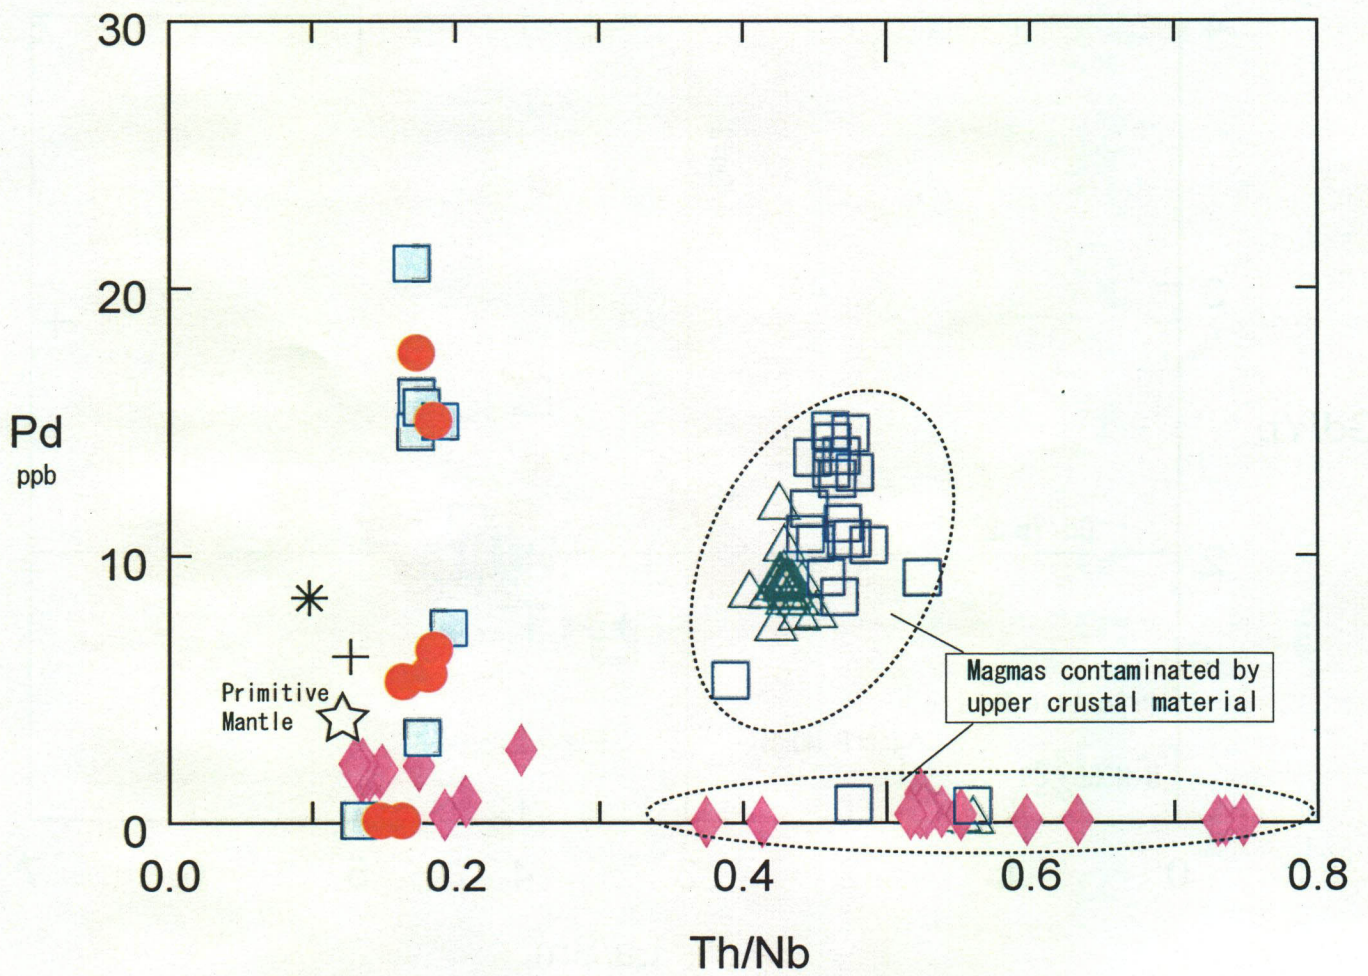 30
20
Pd
ppb
10
Primitive
Mantle
Magmas contaminated by
upper crustal material
0
0.0 0.2 0.4 0.6 0.8
Th/Nb